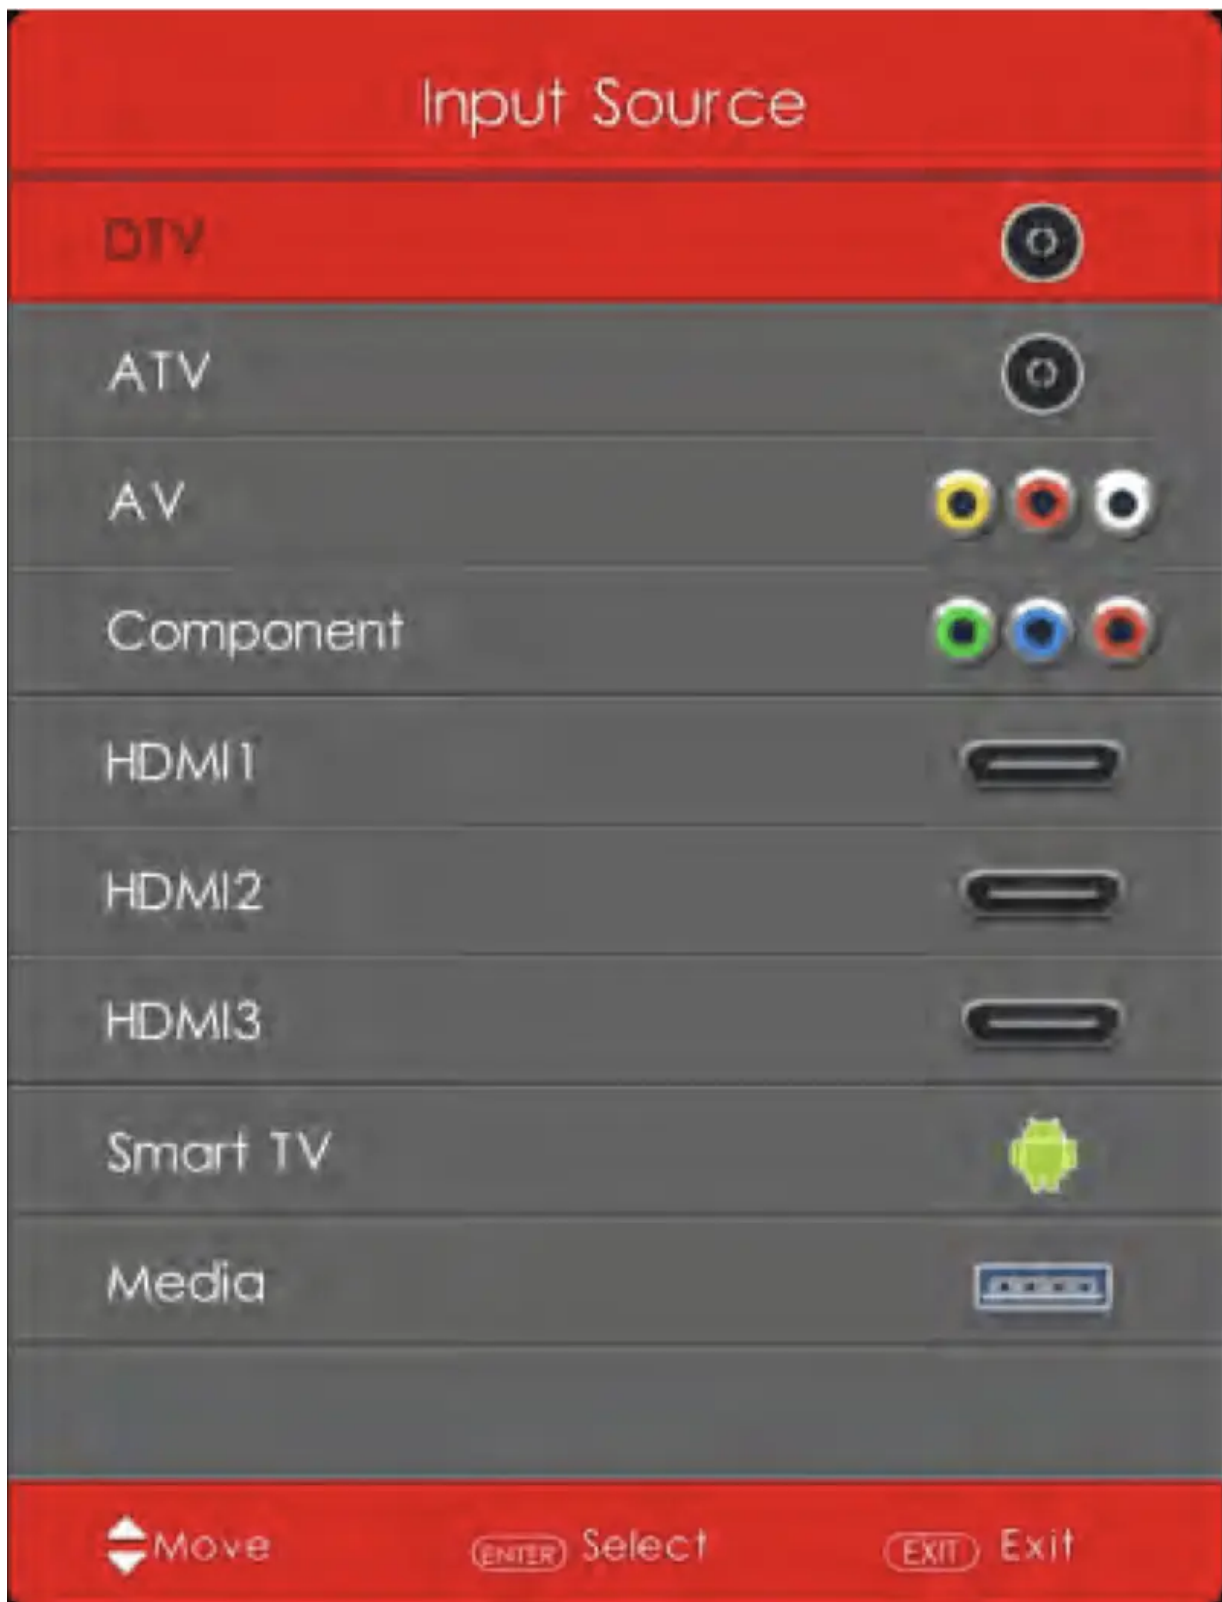 Input Source
DTV
ATV
AV
Component
HDMI1
HDMI2
HDMI3
Smart TV
Media
Move ENTER Select EXIT Exit